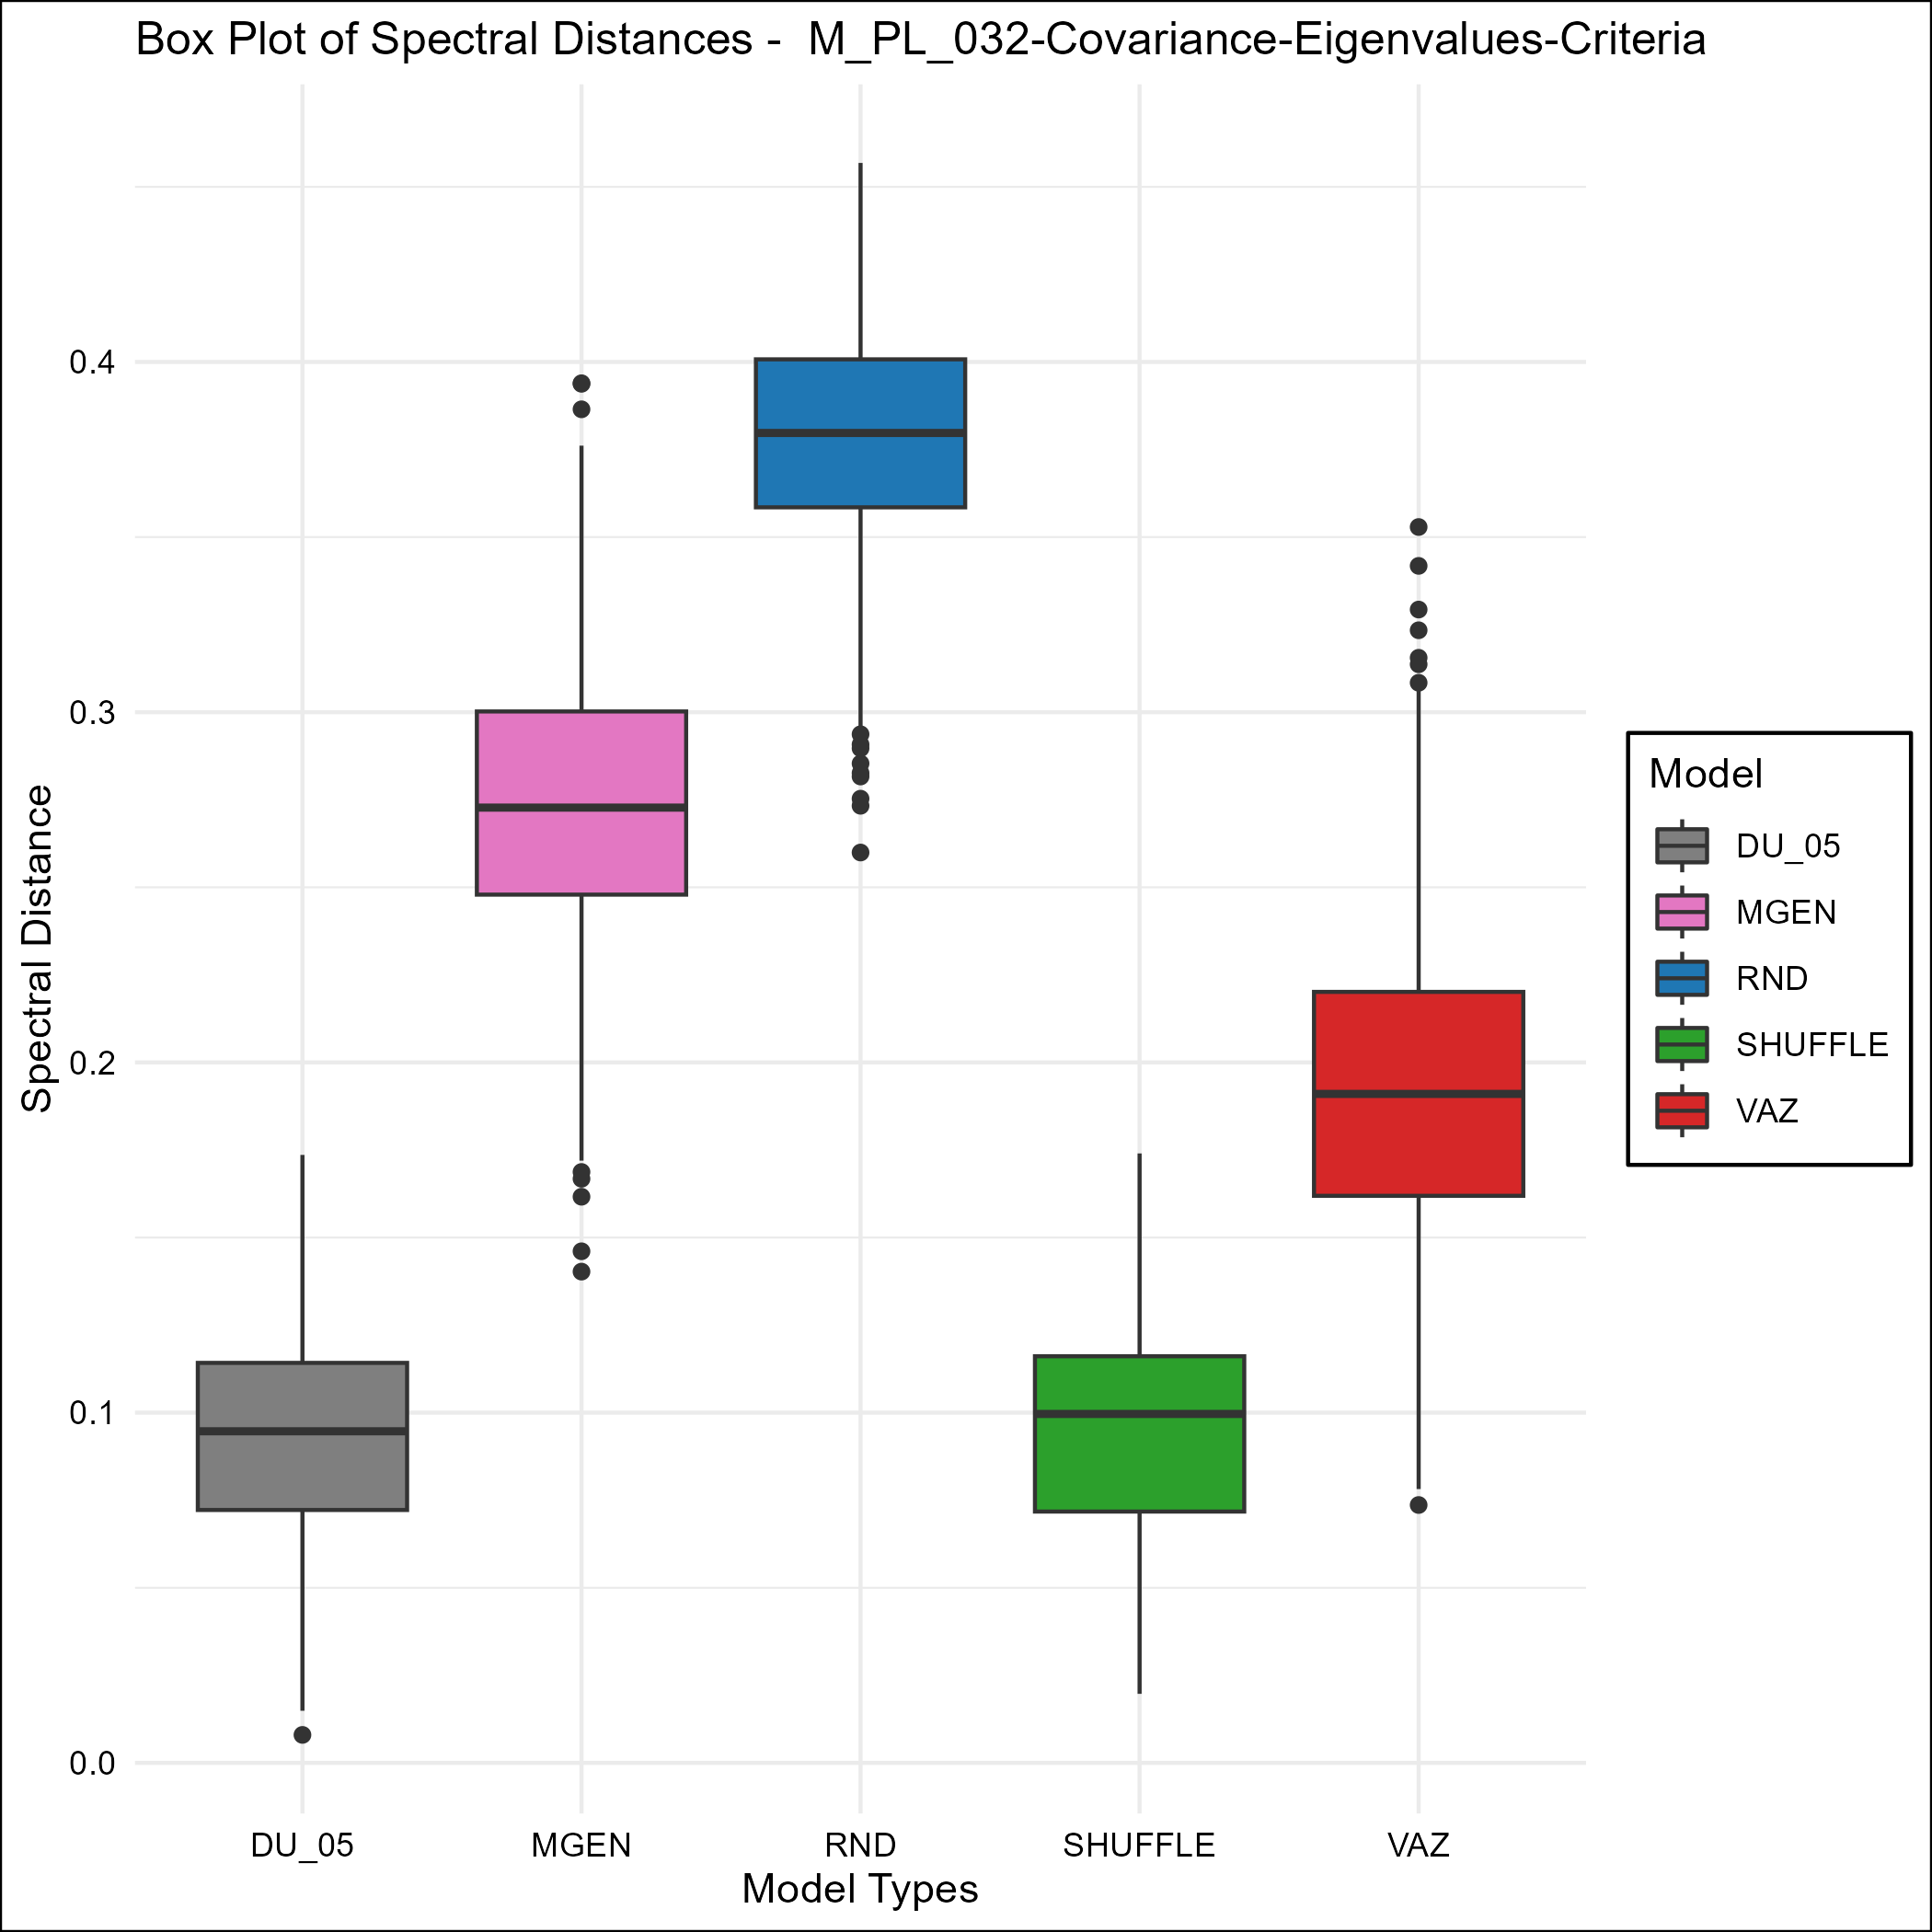 Box Plot of Spectral Distances -  M_PL_032-Covariance-Eigenvalues-Criteria
Spectral Distance
0.4
0.3
0.2
0.1
0.0
DU_05
MGEN
RND
SHUFFLE
VAZ
Model Types
Model
DU_05
MGEN
RND
SHUFFLE
VAZ